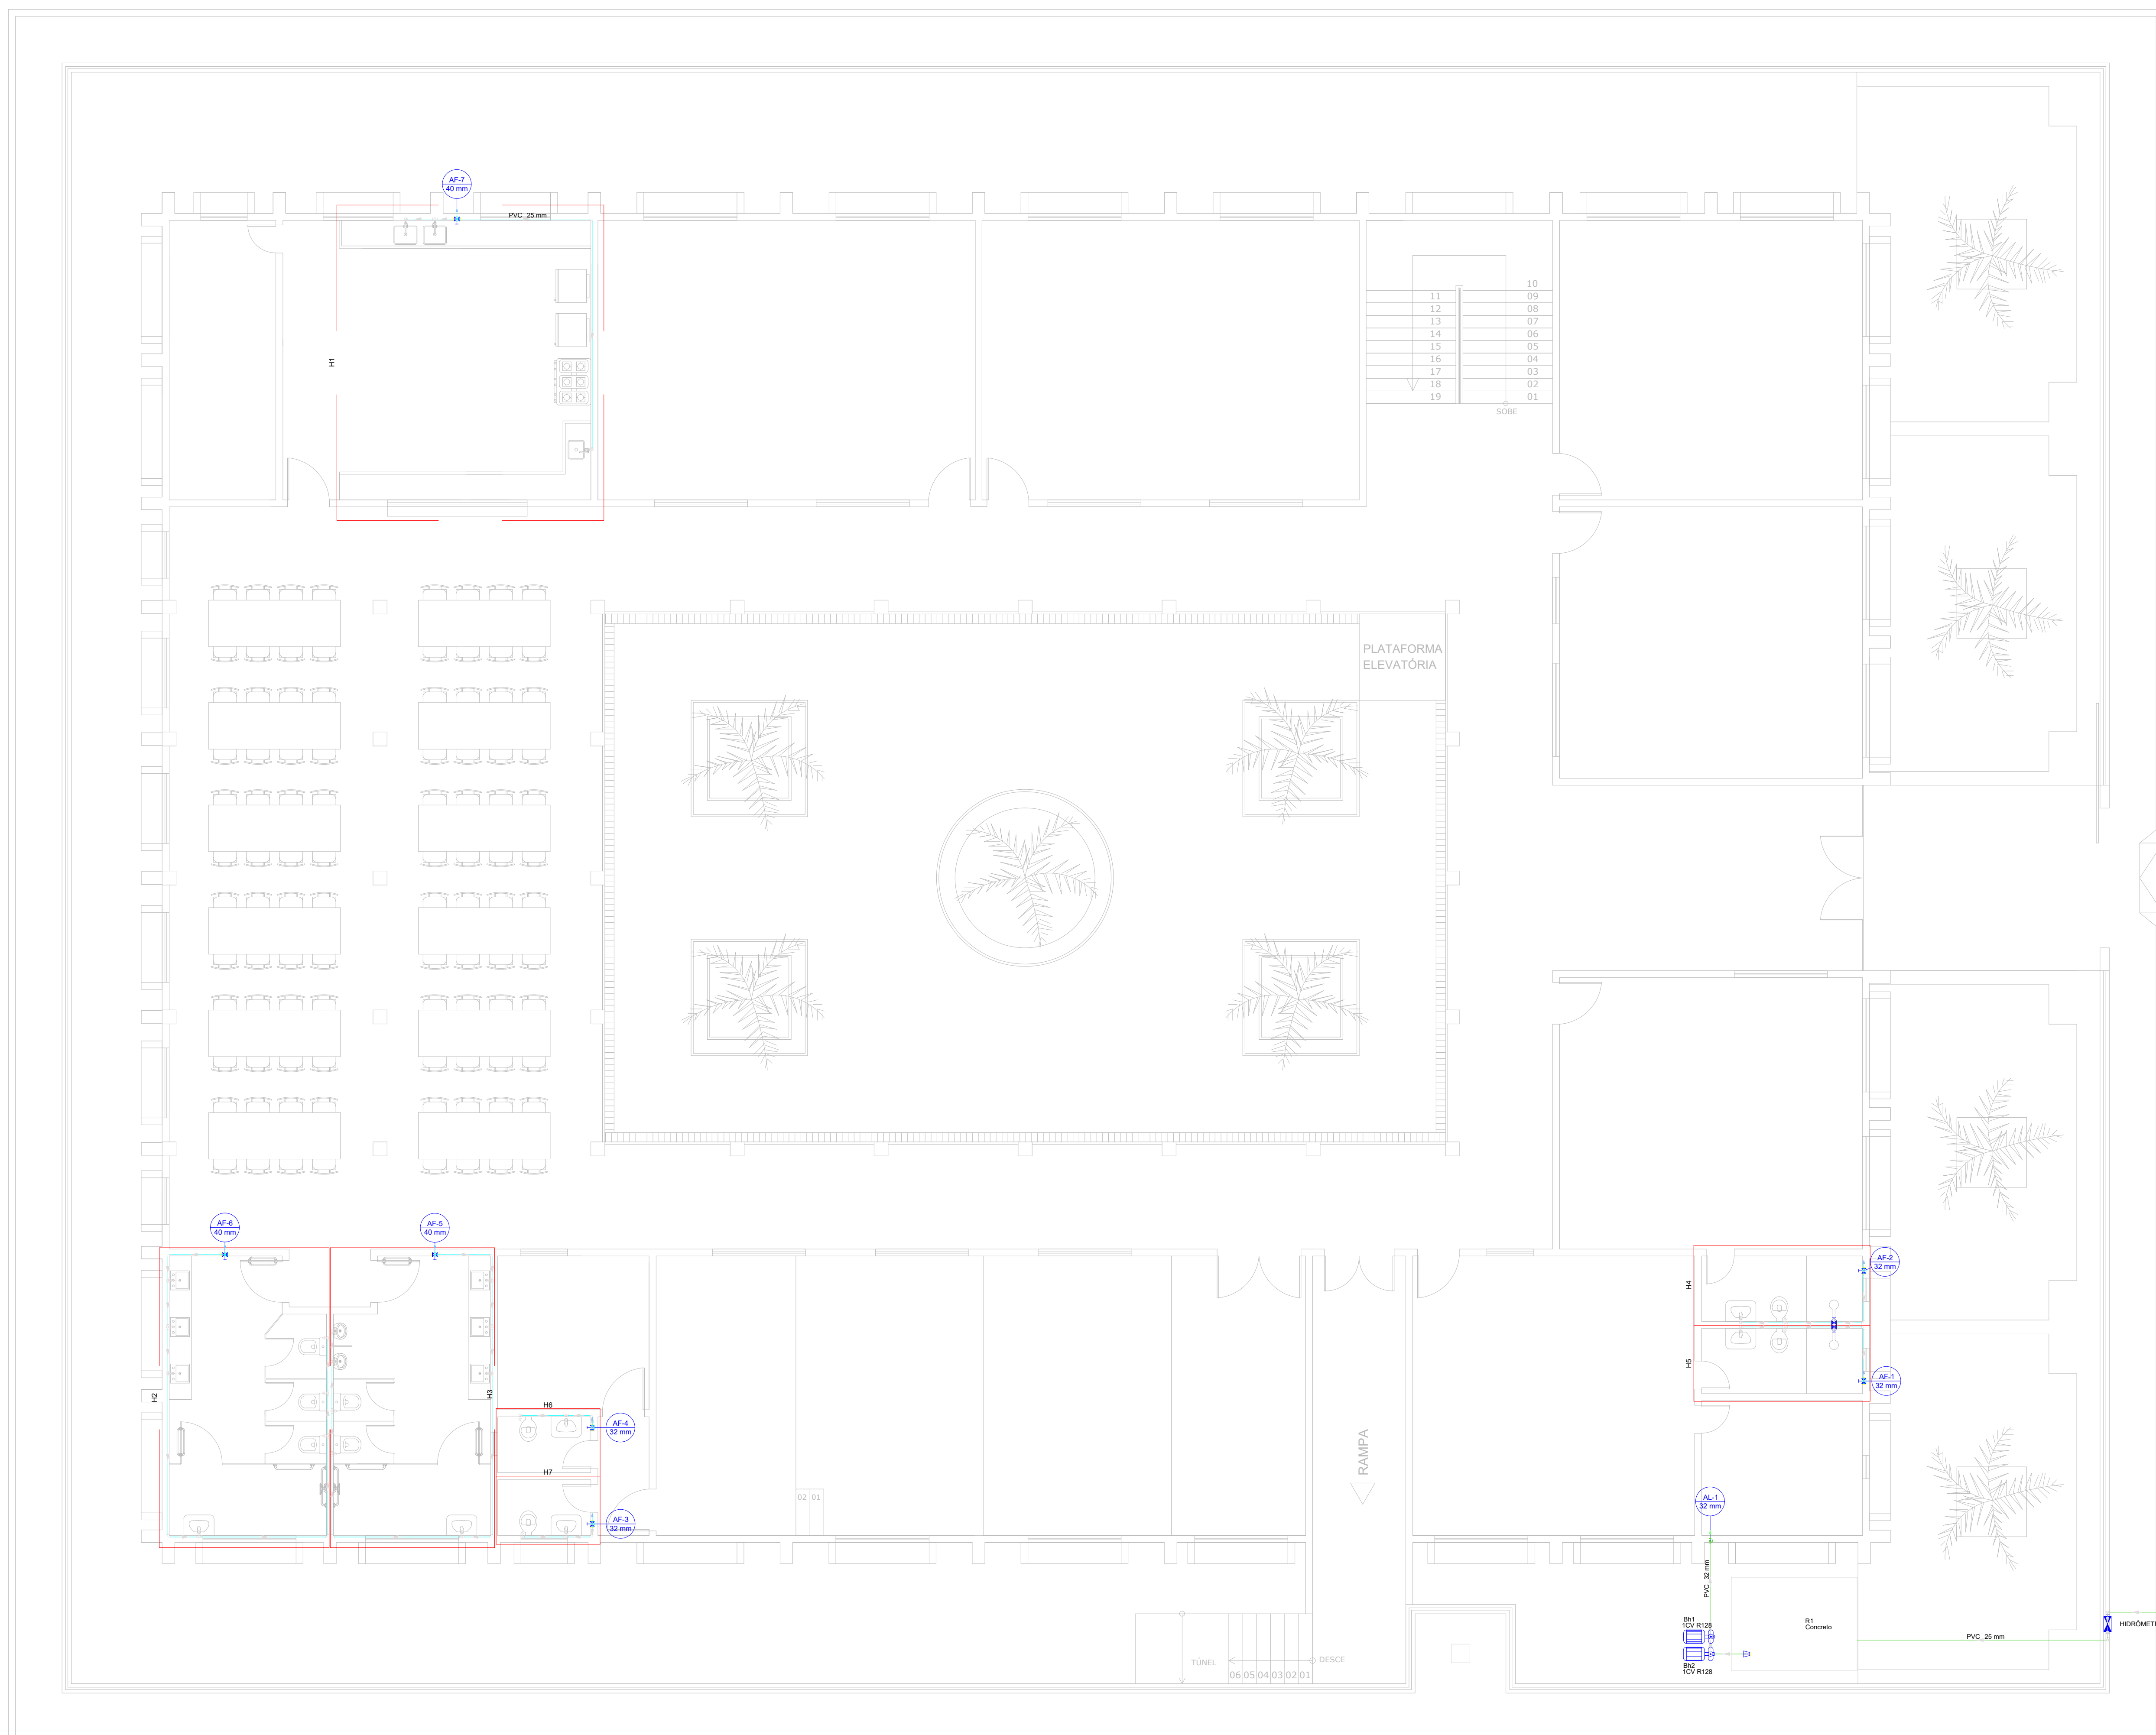 AF-7
40 mm
PVC 25 mm
H1
10
11 09
12 08
13 07
14 06
15 05
16 04
17 03
18 02
19 01
SOBE
PLATAFORMA
ELEVATÓRIA
AF-6
40 mm
AF-5
40 mm
AF-2
32 mm
H4
H5
AF-1
32 mm
H2
H3
H6
AF-4
32 mm
H7
AF-3
32 mm
02 01
RAMPA
AL-1
32 mm
PVC 32 mm
Bh1
1CV R128
Bh2
1CV R128
R1
Concreto
PVC 25 mm
HIDRÔMET
TÚNEL
DESCE
06 05 04 03 02 01